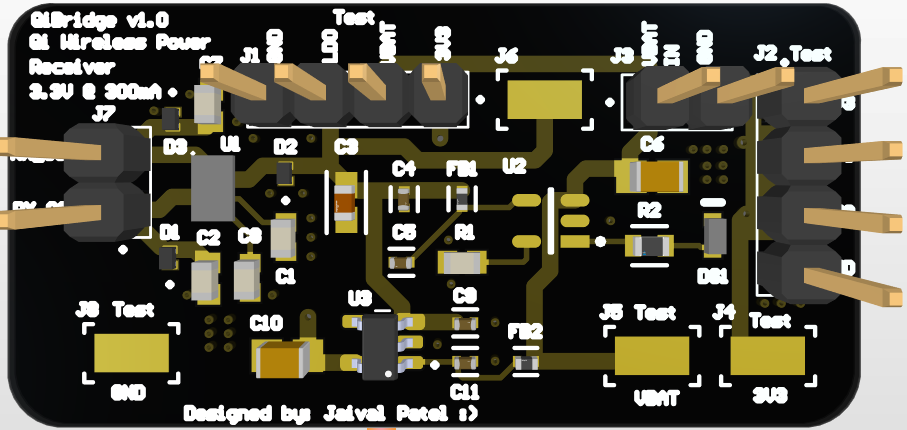 QiBridge v1.0
Qi Wireless Power
Receiver
3.3V @ 300mA
Test
J1
GND
LDO
VBAT
3V3
J6
J3
VBAT
IN
GND
J2
Test
J7
D3
U1
D2
C3
C4
FB1
U2
C6
R2
D1
C2
C8
C1
C5
R1
DS1
J8 Test
GND
C10
U3
C9
C11
FB2
J5 Test
VBAT
J4
Test
3V3
Designed by: Jaival Patel :)